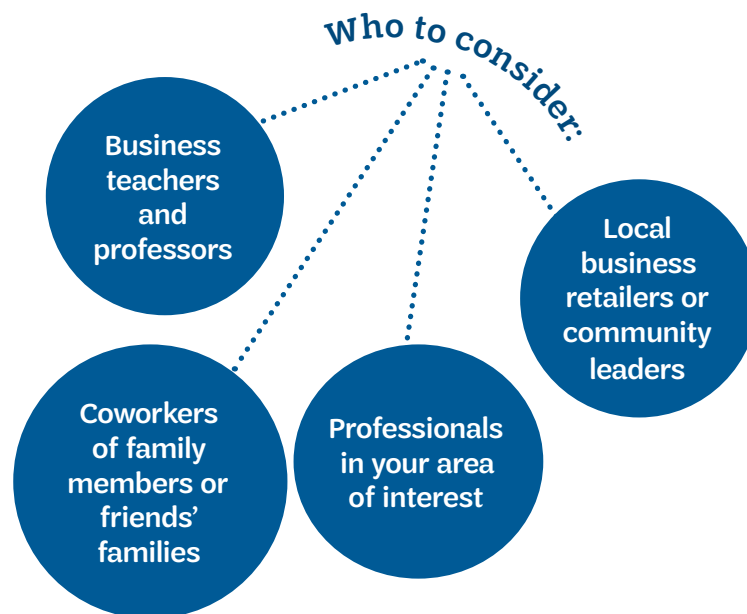 Who to consider:
Business
teachers
and
professors
Local
business
retailers or
community
leaders
Coworkers
of family
members or
friends’
families
Professionals
in your area
of interest